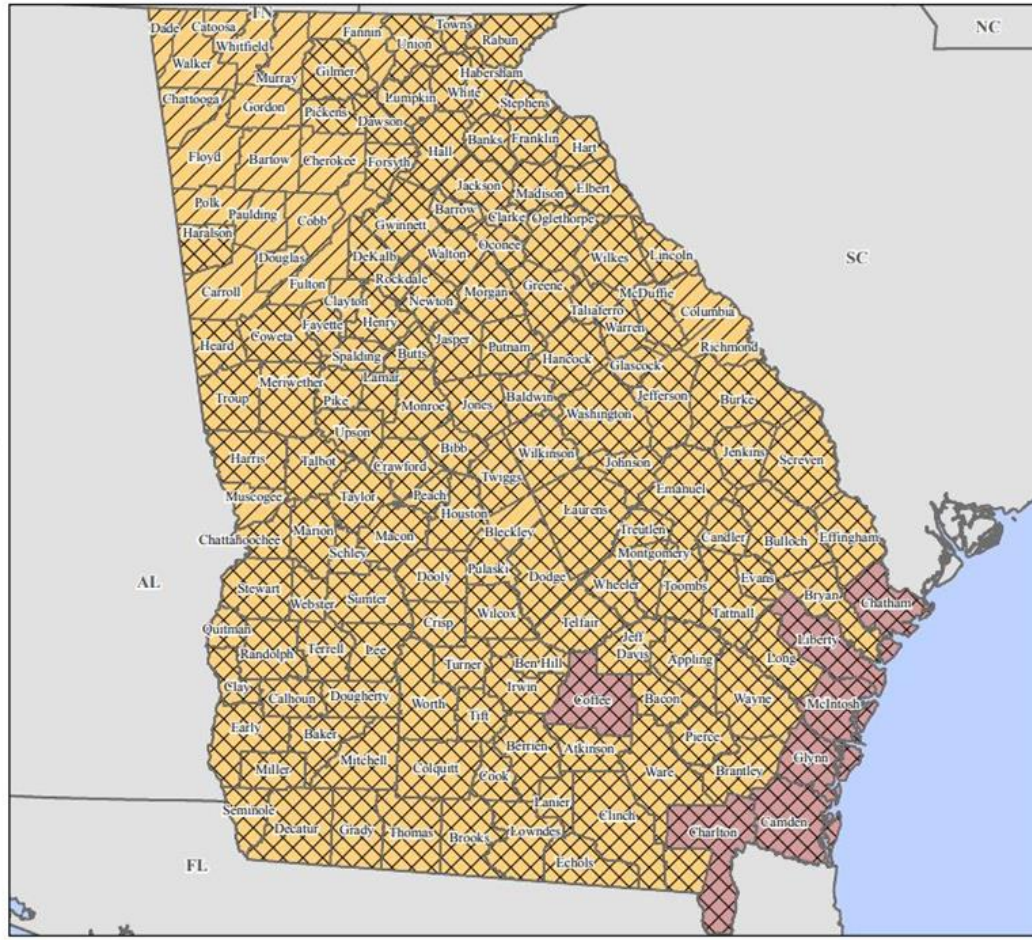 TN
NC
Dade
Catoosa
Whitfield
Fannin
Towns
Union
Rabun
Walker
Murray
Gilmer
Habersham
White
Lumpkin
Stephens
Chattooga
Gordon
Pickens
Dawson
Banks
Franklin
Hart
Floyd
Bartow
Cherokee
Forsyth
Hall
Jackson
Madison
Elbert
Polk
Paulding
Cobb
Barrow
Clarke
Oglethorpe
Haralson
Gwinnett
Oconee
Wilkes
Lincoln
SC
Douglas
DeKalb
Walton
Carroll
Fulton
Rockdale
Newton
Morgan
Greene
McDuffie
Clayton
Taliaferro
Columbia
Fayette
Henry
Warren
Heard
Coweta
Spalding
Butts
Jasper
Putnam
Hancock
Glascock
Richmond
Meriwether
Lamar
Troup
Pike
Monroe
Jones
Baldwin
Washington
Jefferson
Burke
Upson
Bibb
Wilkinson
Jenkins
Screven
Harris
Talbot
Crawford
Twiggs
Johnson
Muscogee
Taylor
Peach
Houston
Emanuel
Laurens
Bleckley
Treutlen
Candler
Bulloch
Effingham
Chattahoochee
Marion
Schley
Macon
Montgomery
AL
Dooly
Pulaski
Dodge
Wheeler
Toombs
Evans
Bryan
Chatham
Stewart
Webster
Sumter
Crisp
Wilcox
Telfair
Tattnall
Liberty
Quitman
Randolph
Terrell
Lee
Turner
Ben Hill
Jeff
Davis
Appling
Long
Clay
Calhoun
Dougherty
Worth
Tift
Irwin
Coffee
Bacon
Wayne
McIntosh
Early
Baker
Berrien
Atkinson
Pierce
Glynn
Miller
Mitchell
Colquitt
Cook
Ware
Brantley
Seminole
Decatur
Grady
Thomas
Brooks
Lanier
Lowndes
Clinch
Charlton
Camden
FL
Echols